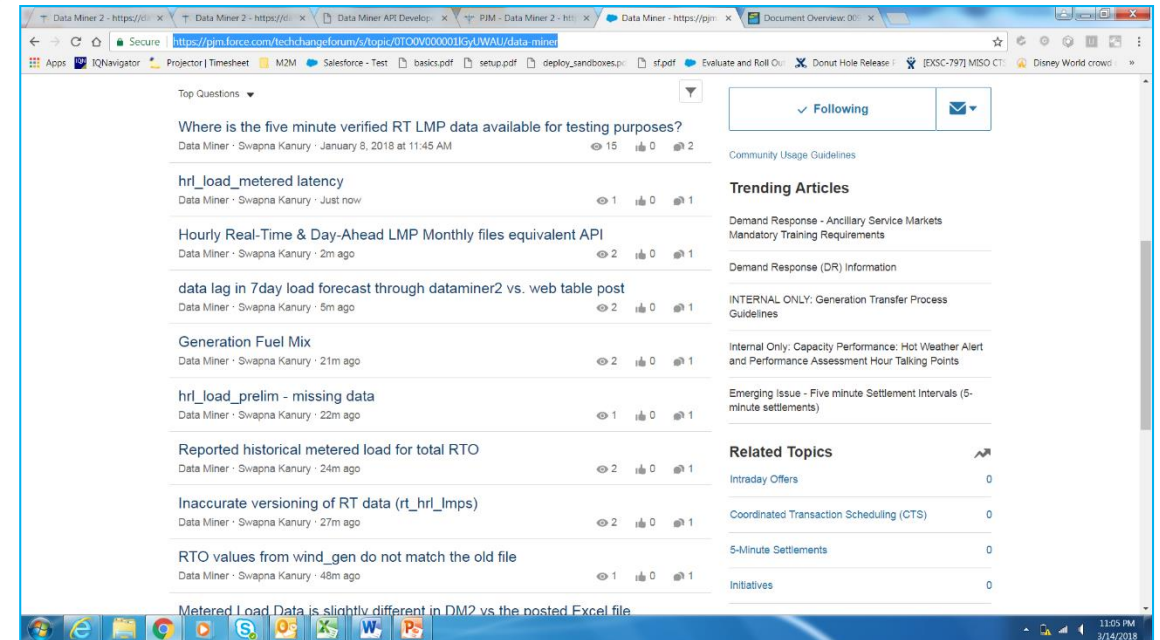 Data Miner 2 - https://d
Data Miner 2 - https://d
Data Miner API Develop
PJM - Data Miner 2 - htt
Data Miner - https://pjm
Document Overview: 00
Secure
https://pjm.force.com/techchangeforum/s/topic/0TO0V000001lGyUWAU/data-miner
Apps
IQNavigator
Projector | Timesheet
M2M
Salesforce - Test
basics.pdf
setup.pdf
deploy_sandboxes.p
sf.pdf
Evaluate and Roll Ou
Donut Hole Release
[EXSC-797] MISO CT
Disney World crowd
»
Top Questions
Where is the five minute verified RT LMP data available for testing purposes?
Data Miner · Swapna Kanury · January 8, 2018 at 11:45 AM
15 0 2
hrl_load_metered latency
Data Miner · Swapna Kanury · Just now
1 0 1
Hourly Real-Time & Day-Ahead LMP Monthly files equivalent API
Data Miner · Swapna Kanury · 2m ago
2 0 1
data lag in 7day load forecast through dataminer2 vs. web table post
Data Miner · Swapna Kanury · 5m ago
2 0 1
Generation Fuel Mix
Data Miner · Swapna Kanury · 21m ago
2 0 1
hrl_load_prelim - missing data
Data Miner · Swapna Kanury · 22m ago
1 0 1
Reported historical metered load for total RTO
Data Miner · Swapna Kanury · 24m ago
2 0 1
Inaccurate versioning of RT data (rt_hrl_lmps)
Data Miner · Swapna Kanury · 27m ago
2 0 1
RTO values from wind_gen do not match the old file
Data Miner · Swapna Kanury · 48m ago
1 0 1
Metered Load Data is slightly different in DM2 vs the posted Excel file
Following
Community Usage Guidelines
Trending Articles
Demand Response - Ancillary Service Markets
Mandatory Training Requirements
Demand Response (DR) Information
INTERNAL ONLY: Generation Transfer Process
Guidelines
Internal Only: Capacity Performance: Hot Weather Alert
and Performance Assessment Hour Talking Points
Emerging Issue - Five minute Settlement Intervals (5-
minute settlements)
Related Topics
Intraday Offers 0
Coordinated Transaction Scheduling (CTS) 0
5-Minute Settlements 0
Initiatives 0
11:05 PM
3/14/2018